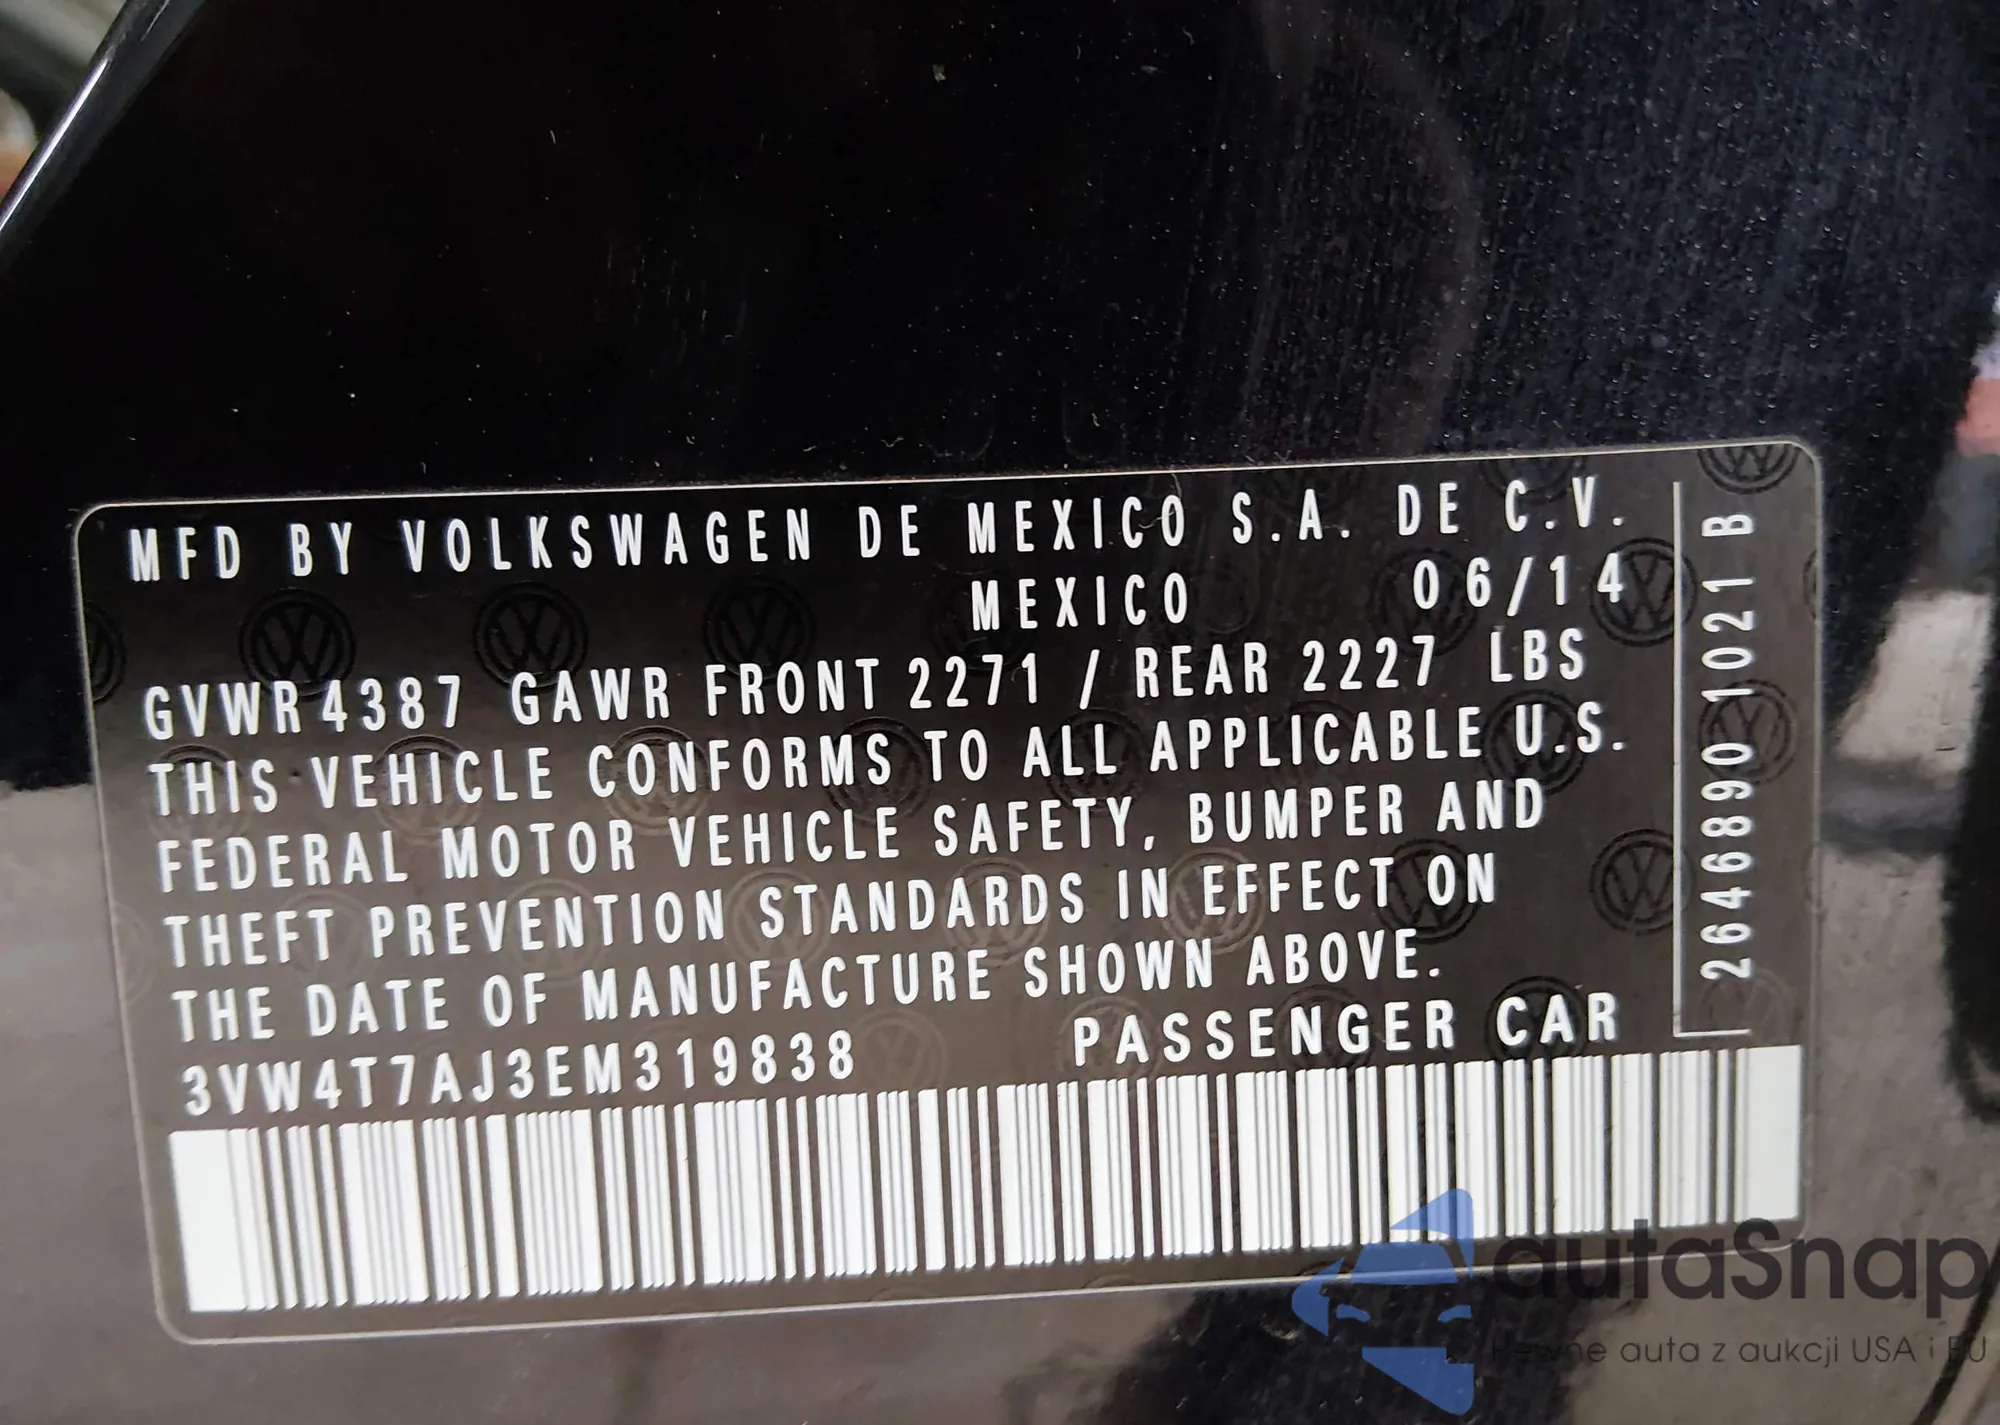 MFD BY VOLKSWAGEN DE MEXICO S.A. DE C.V.
MEXICO 06/14
GVWR 4387 GAWR FRONT 2271 / REAR 2227 LBS
THIS VEHICLE CONFORMS TO ALL APPLICABLE U.S.
FEDERAL MOTOR VEHICLE SAFETY, BUMPER AND
THEFT PREVENTION STANDARDS IN EFFECT ON
THE DATE OF MANUFACTURE SHOWN ABOVE.
3VW4T7AJ3EM319838 PASSENGER CAR
2646890 1021 B
autaSnap
Pewne auta z aukcji USA i EU